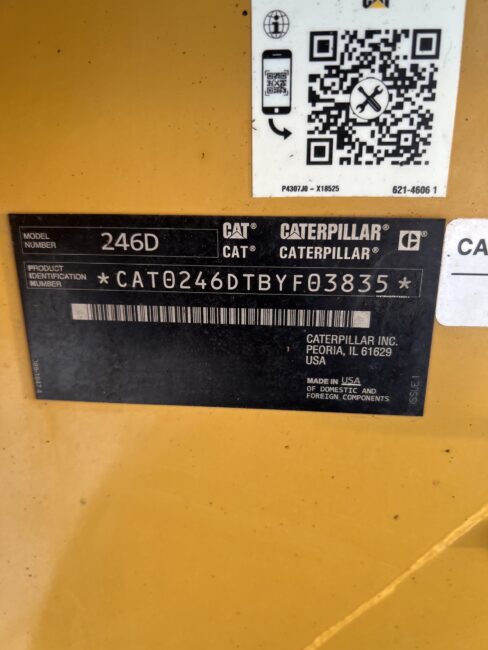 CAT
P4307J0 - X18525
621-4606 1
MODEL NUMBER
246D
CAT® CATERPILLAR®
CAT® CATERPILLAR®
PRODUCT IDENTIFICATION NUMBER
*CAT0246DTBYF03835*
CATERPILLAR INC.
PEORIA, IL 61629
USA
MADE IN USA
OF DOMESTIC AND
FOREIGN COMPONENTS
ISSUE 1
CA